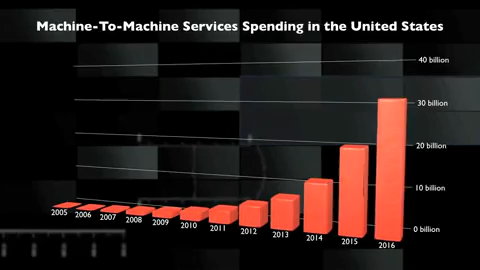 Machine-To-Machine Services Spending in the United States
40 billion
30 billion
20 billion
10 billion
0 billion
2005 2006 2007 2008 2009 2010 2011 2012 2013 2014 2015 2016